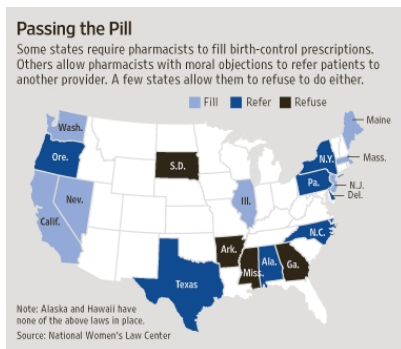 Passing the Pill
Some states require pharmacists to fill birth-control prescriptions.
Others allow pharmacists with moral objections to refer patients to
another provider. A few states allow them to refuse to do either.
Fill Refer Refuse
Wash.
Maine
Ore.
S.D.
N.Y.
Mass.
Nev.
Ill.
Pa.
N.J.
Del.
Calif.
N.C.
Ark.
Texas
Miss.
Ala.
Ga.
Note: Alaska and Hawaii have
none of the above laws in place.
Source: National Women's Law Center